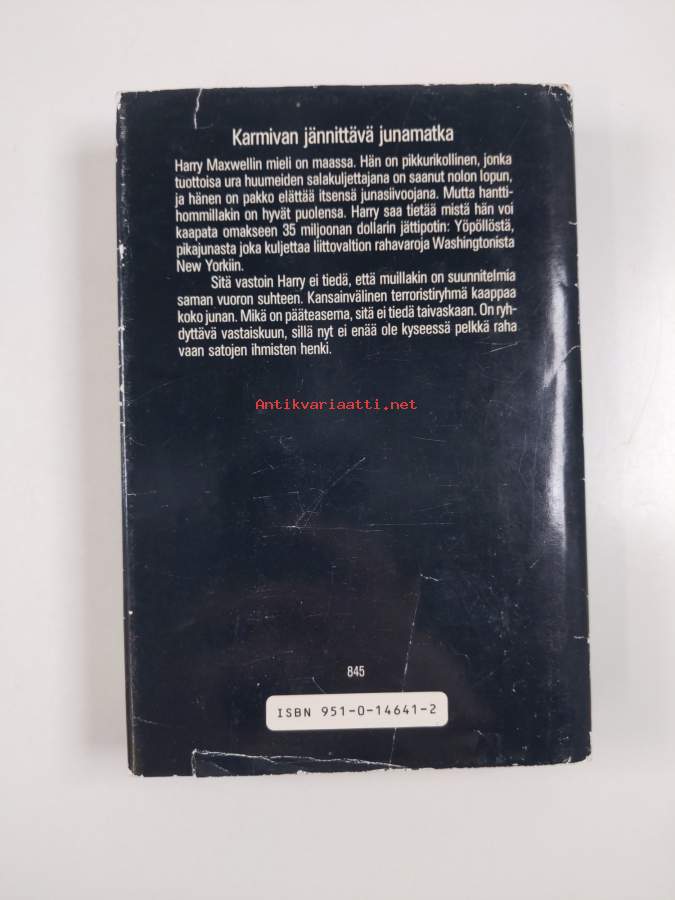 Karmivan jännittävä junamatka
Harry Maxwellin mieli on maassa. Hän on pikkurikollinen, jonka
tuottoisa ura huumeiden salakuljettajana on saanut nolon lopun,
ja hänen on pakko elättää itsensä junasiivoojana. Mutta hantti-
hommillakin on hyvät puolensa. Harry saa tietää mistä hän voi
kaapata omakseen 35 miljoonan dollarin jättipotin: Yöpöllöstä,
pikajunasta joka kuljettaa liittovaltion rahavaroja Washingtonista
New Yorkiin.
Sitä vastoin Harry ei tiedä, että muillakin on suunnitelmia
saman vuoron suhteen. Kansainvälinen terroristiryhmä kaappaa
koko junan. Mikä on pääteasema, sitä ei tiedä taivaskaan. On ryh-
dyttävä vastaiskuun, sillä nyt ei enää ole kyseessä pelkkä raha
vaan satojen ihmisten henki.
Antikvariaatti.net
845
ISBN 951-0-14641-2